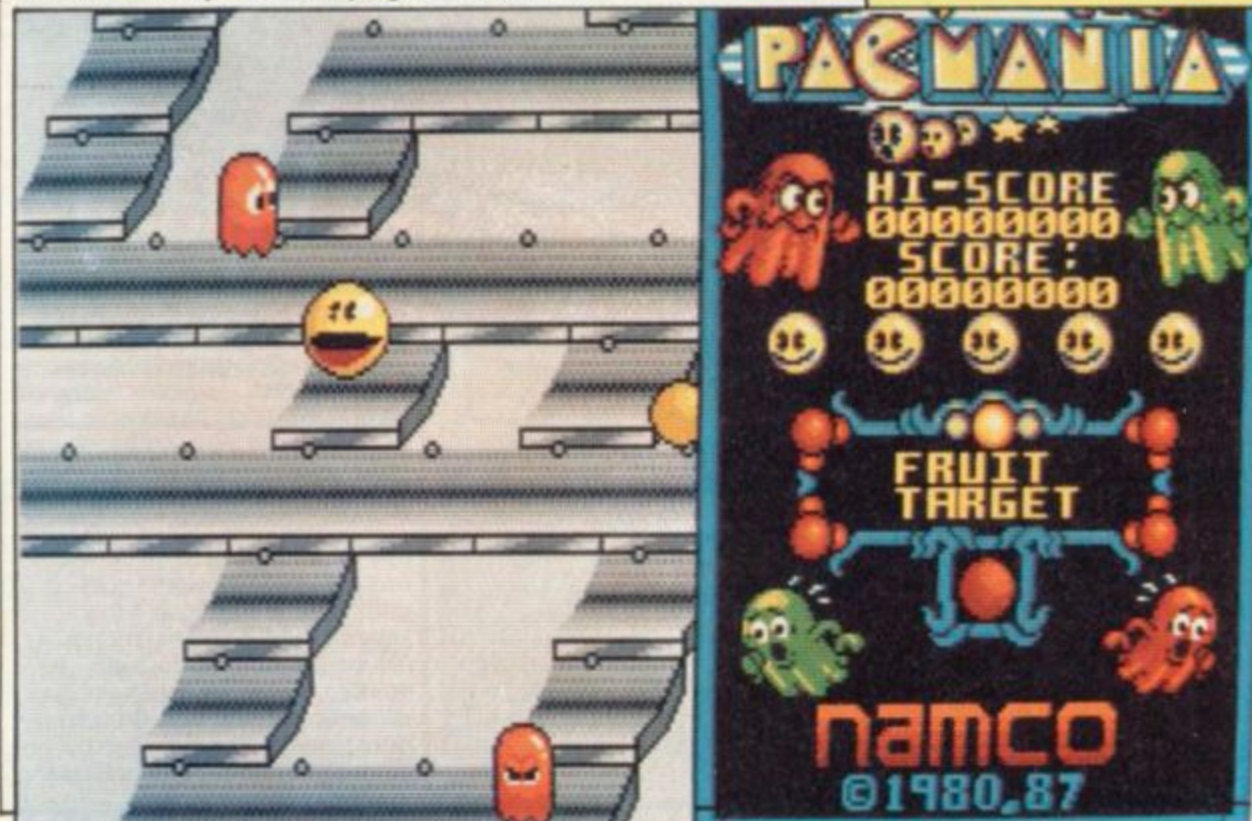 PACMANIA
HI-SCORE
00000000
SCORE:
00000000
FRUIT
TARGET
namco
©1980,87